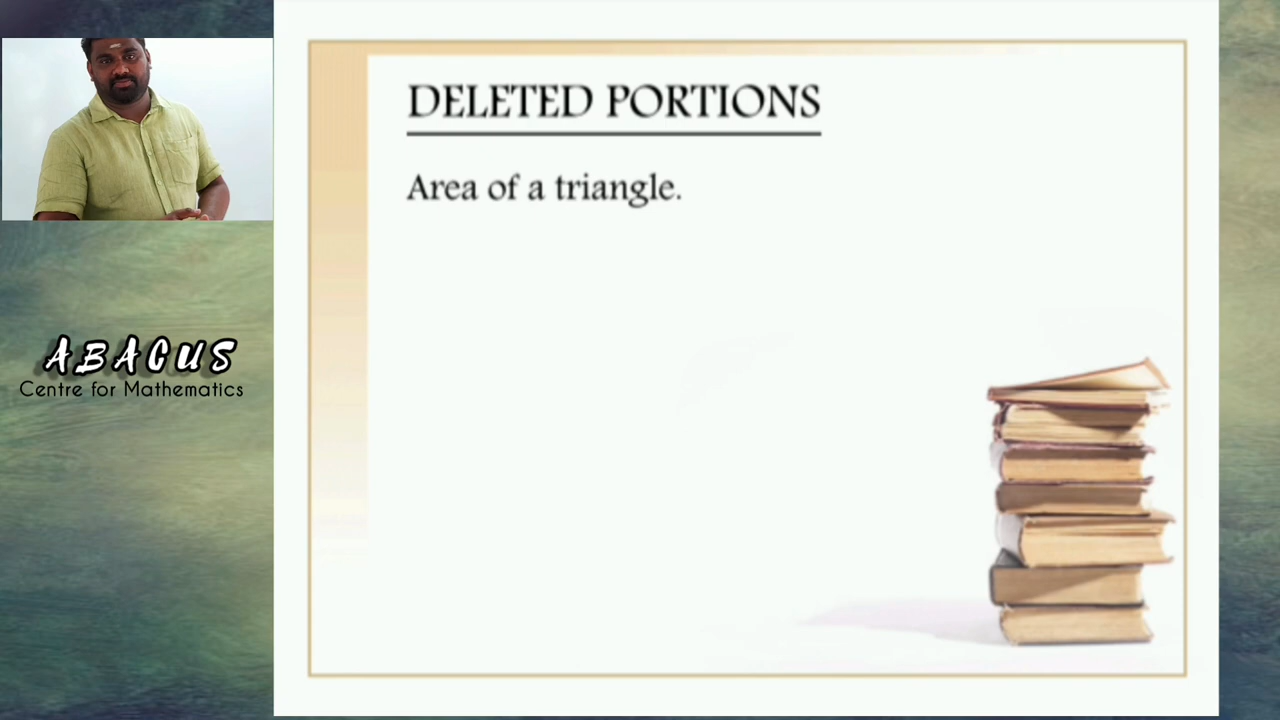 DELETED PORTIONS
Area of a triangle.
ABACUS
Centre for Mathematics